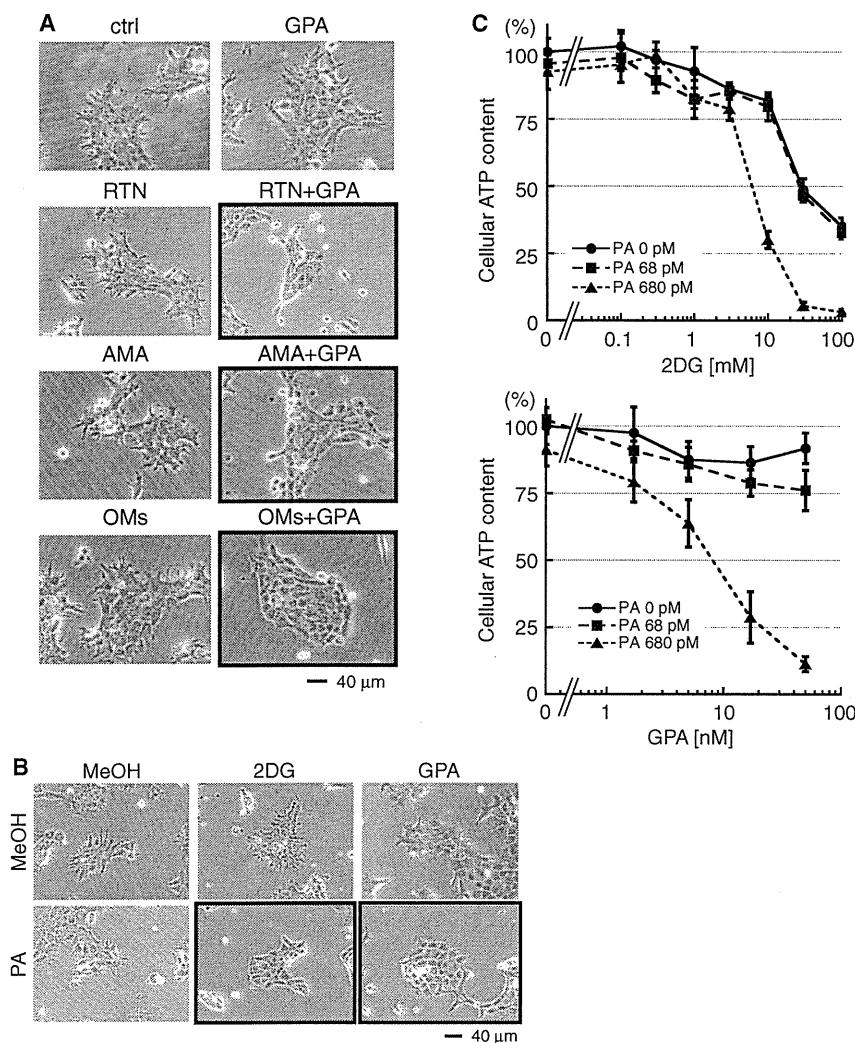 A
ctrl GPA
RTN RTN+GPA
AMA AMA+GPA
OMs OMs+GPA
40 µm
B
MeOH 2DG GPA
MeOH
PA
40 µm
C
(%)
100
75
50
25
0
Cellular ATP content
PA 0 pM
PA 68 pM
PA 680 pM
0 0.1 1 10 100
2DG [mM]
(%)
100
75
50
25
0
Cellular ATP content
PA 0 pM
PA 68 pM
PA 680 pM
0 1 10 100
GPA [nM]